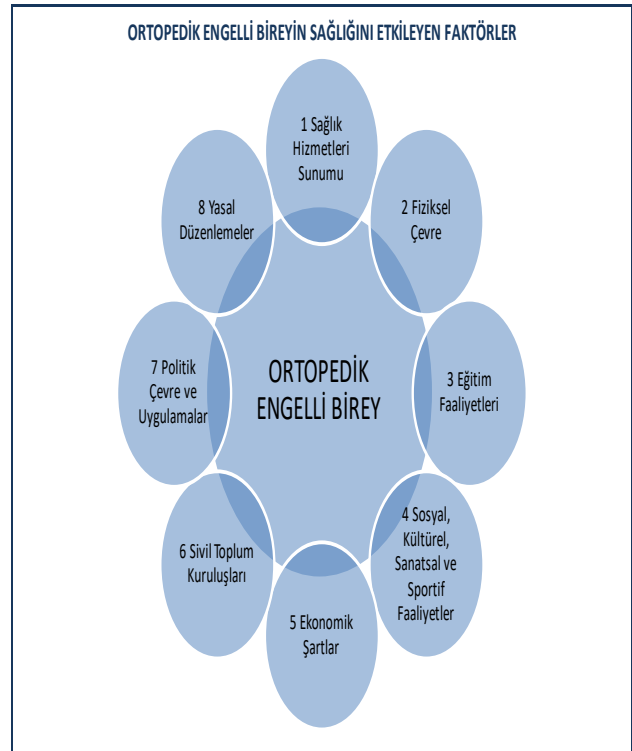 ORTOPEDİK ENGELLİ BİREYİN SAĞLIĞINI ETKİLEYEN FAKTÖRLER
1 Sağlık
Hizmetleri
Sunumu
2 Fiziksel
Çevre
3 Eğitim
Faaliyetleri
4 Sosyal,
Kültürel,
Sanatsal ve
Sportif
Faaliyetler
5 Ekonomik
Şartlar
6 Sivil Toplum
Kuruluşları
7 Politik
Çevre ve
Uygulamalar
8 Yasal
Düzenlemeler
ORTOPEDİK
ENGELLİ BİREY